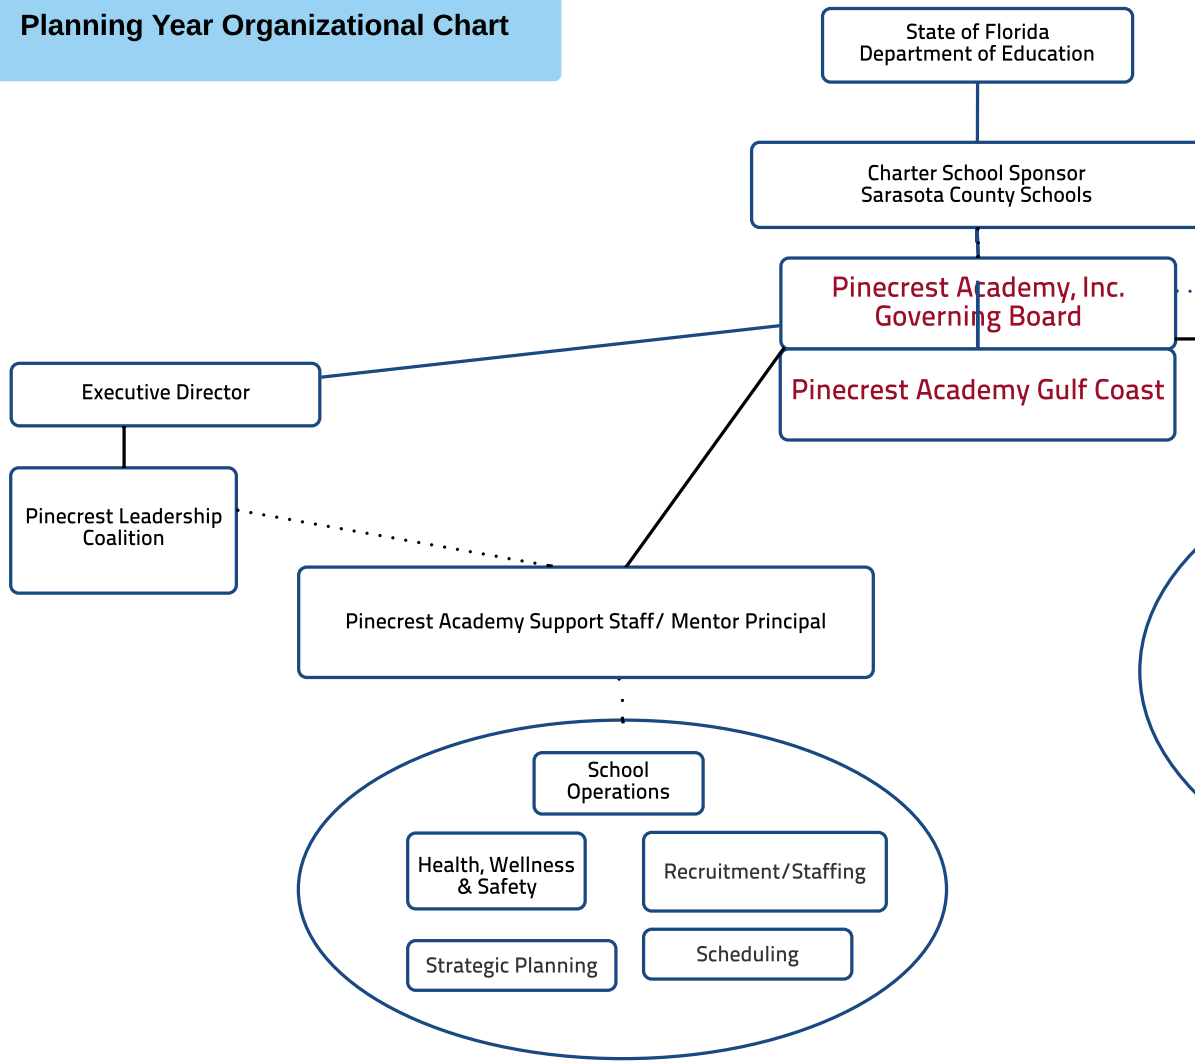 Planning Year Organizational Chart
State of Florida
Department of Education
Charter School Sponsor
Sarasota County Schools
Pinecrest Academy, Inc.
Governing Board
Pinecrest Academy Gulf Coast
Executive Director
Pinecrest Leadership
Coalition
Pinecrest Academy Support Staff/ Mentor Principal
School
Operations
Health, Wellness
& Safety
Recruitment/Staffing
Strategic Planning
Scheduling